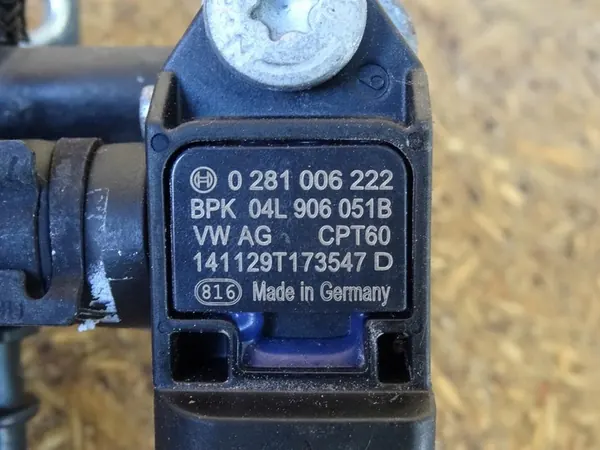 0 281 006 222
BPK 04L 906 051B
VW AG CPT60
141129T173547 D
816 Made in Germany